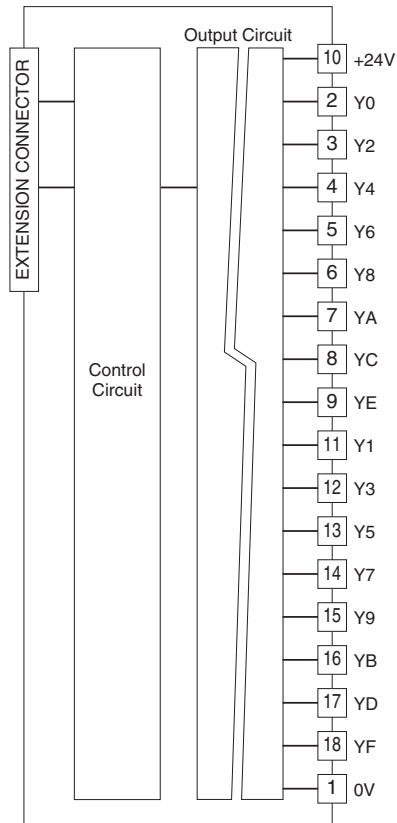 Output Circuit
EXTENSION CONNECTOR
10 +24V
2 Y0
3 Y2
4 Y4
5 Y6
6 Y8
7 YA
8 YC
9 YE
Control
Circuit
11 Y1
12 Y3
13 Y5
14 Y7
15 Y9
16 YB
17 YD
18 YF
1 0V